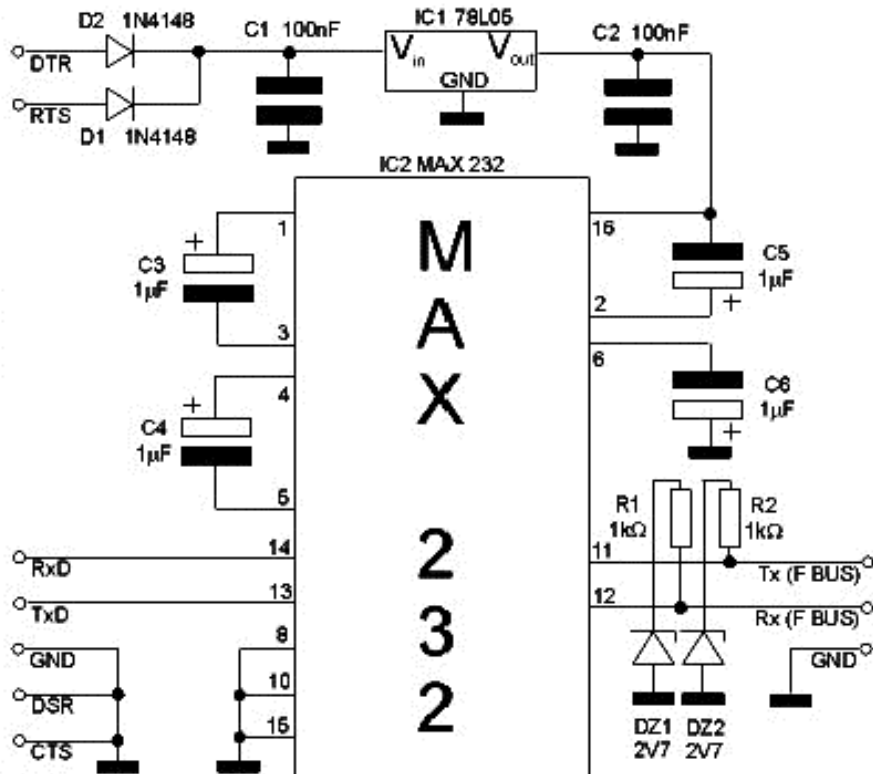 D2 1N4148
DTR
RTS
D1 1N4148
C1 100nF
IC1 78L05
Vin
Vout
GND
C2 100nF
IC2 MAX 232
1
16
+
C3
1µF
M
C5
1µF
+
3
2
A
4
6
+
C4
1µF
X
C6
1µF
+
5
R1
1kΩ
R2
1kΩ
RxD
14
2
11
Tx (F BUS)
TxD
13
12
Rx (F BUS)
GND
8
3
GND
DSR
10
CTS
15
2
DZ1
2V7
DZ2
2V7